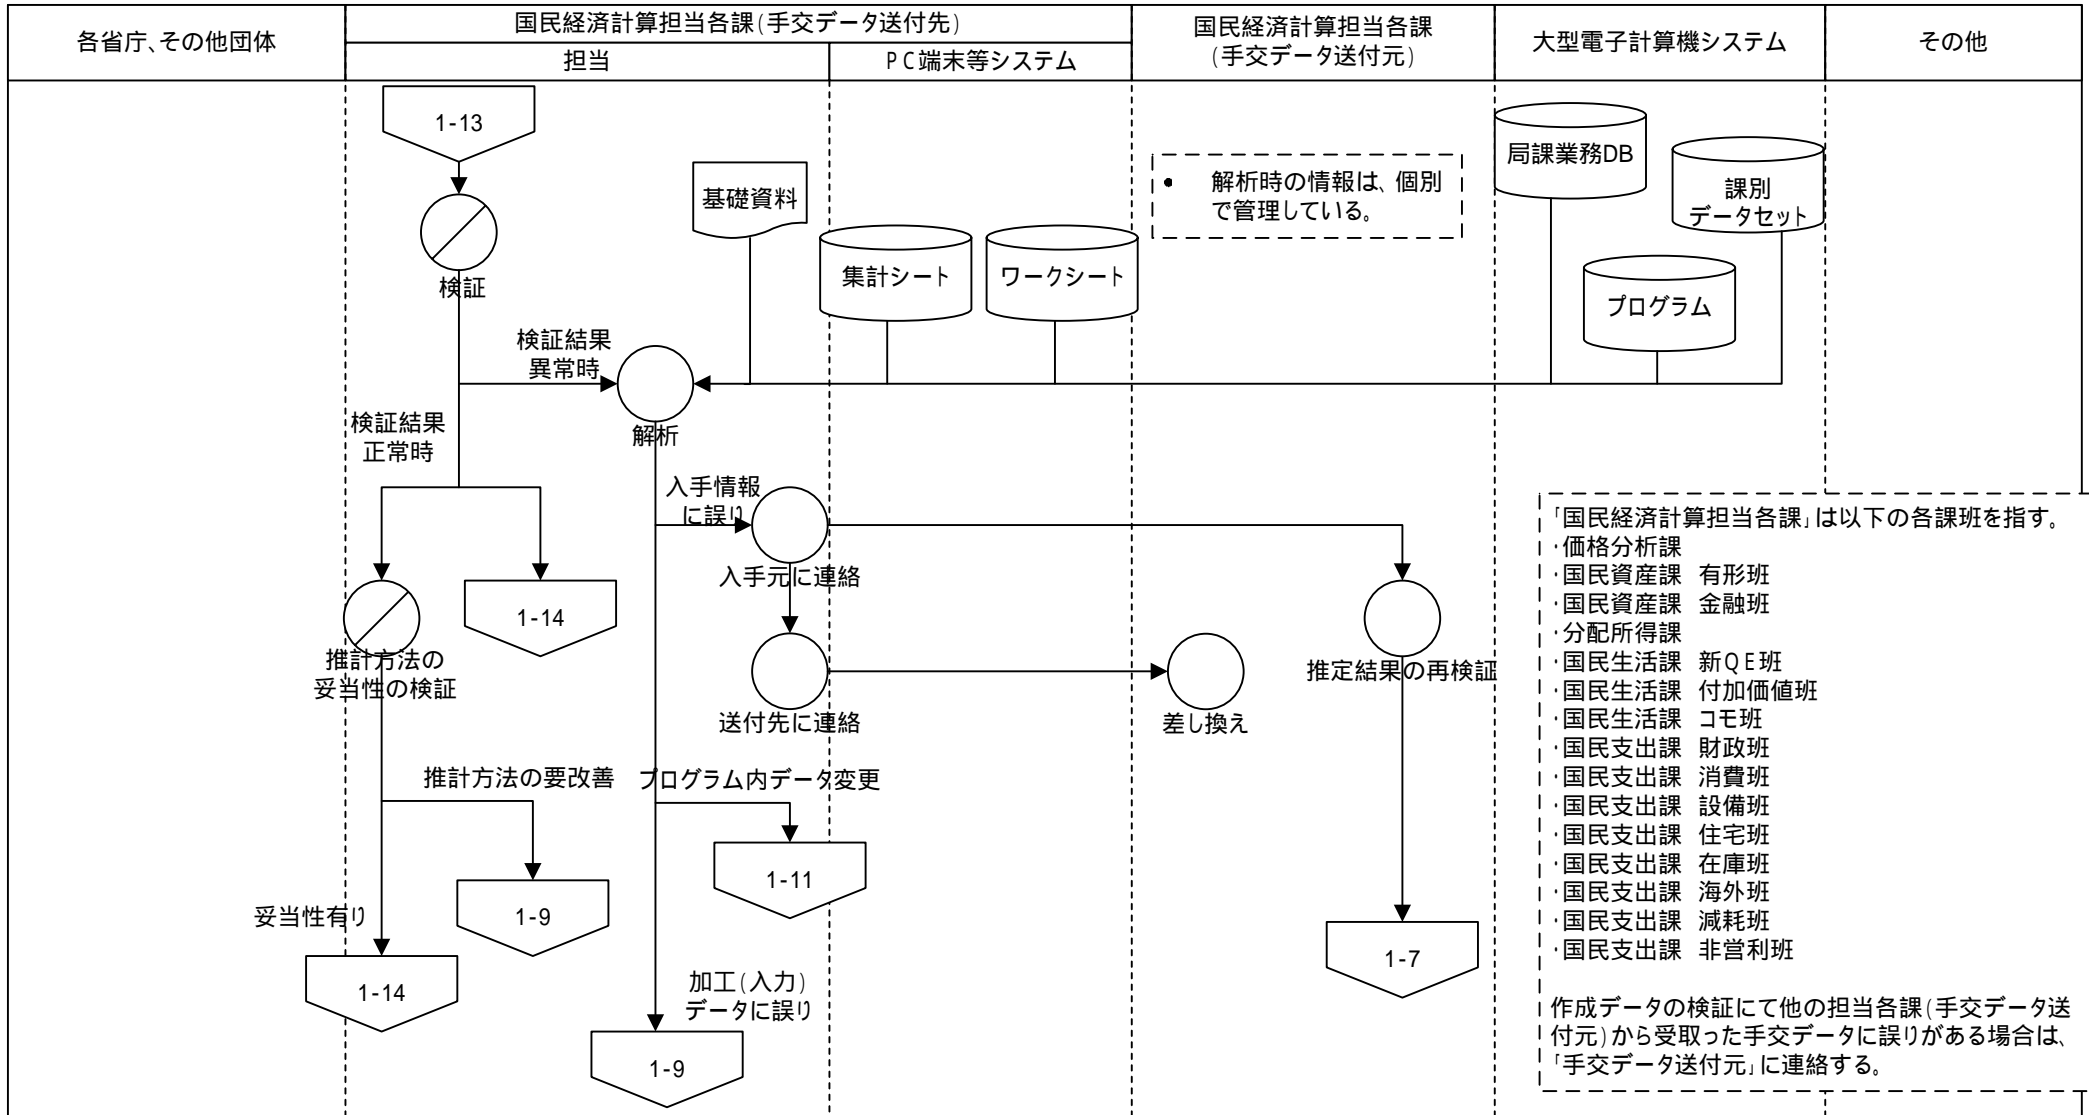 各省庁、その他団体
国民経済計算担当各課(手交データ送付先)
担当
PC端末等システム
国民経済計算担当各課
(手交データ送付元)
大型電子計算機システム
その他
1-13
検証
基礎資料
集計シート
ワークシート
• 解析時の情報は、個別
で管理している。
局課業務DB
課別
データセット
プログラム
検証結果
異常時
解析
検証結果
正常時
入手情報
に誤り
入手元に連絡
1-14
推計方法の
妥当性の検証
送付先に連絡
差し換え
推定結果の再検証
推計方法の要改善
プログラム内データ変更
1-11
1-9
妥当性有り
1-14
加工(入力)
データに誤り
1-9
1-7
「国民経済計算担当各課」は以下の各課班を指す。
・価格分析課
・国民資産課 有形班
・国民資産課 金融班
・分配所得課
・国民生活課 新QE班
・国民生活課 付加価値班
・国民生活課 コモ班
・国民支出課 財政班
・国民支出課 消費班
・国民支出課 設備班
・国民支出課 住宅班
・国民支出課 在庫班
・国民支出課 海外班
・国民支出課 減耗班
・国民支出課 非営利班
作成データの検証にて他の担当各課(手交データ送
付元)から受取った手交データに誤りがある場合は、
「手交データ送付元」に連絡する。